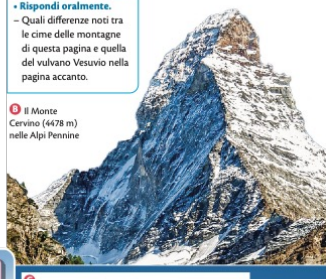 • Rispondi oralmente.
– Quali differenze noti tra
le cime delle montagne
di questa pagina e quella
del vulvano Vesuvio nella
pagina accanto.
B Il Monte
Cervino (4478 m)
nelle Alpi Pennine